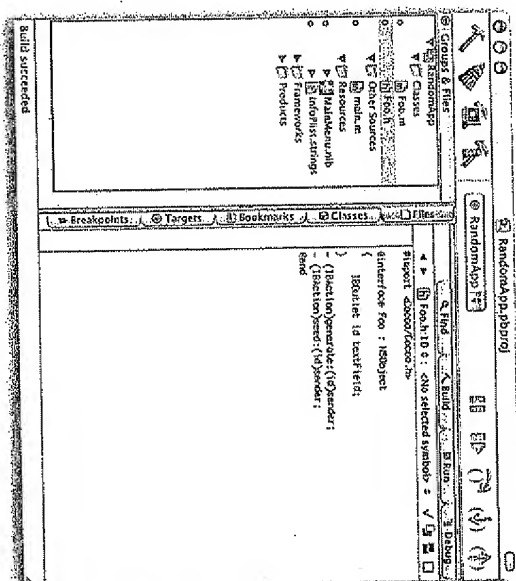 RandomApp.pbproj
RandomApp
Find
Build
Run
Debug
Groups & Files
RandomApp
Classes
Foo.m
Foo.h
Other Sources
main.m
Resources
MainMenu.nib
InfoPlist.strings
Frameworks
Products
Files
Classes
Bookmarks
Targets
Breakpoints
Foo.h:10 <No selected symbol>
#import <Cocoa/Cocoa.h>
@interface Foo : NSObject
{
IBOutlet id textField;
}
- (IBAction)generate:(id)sender;
- (IBAction)seed:(id)sender;
@end
Build succeeded